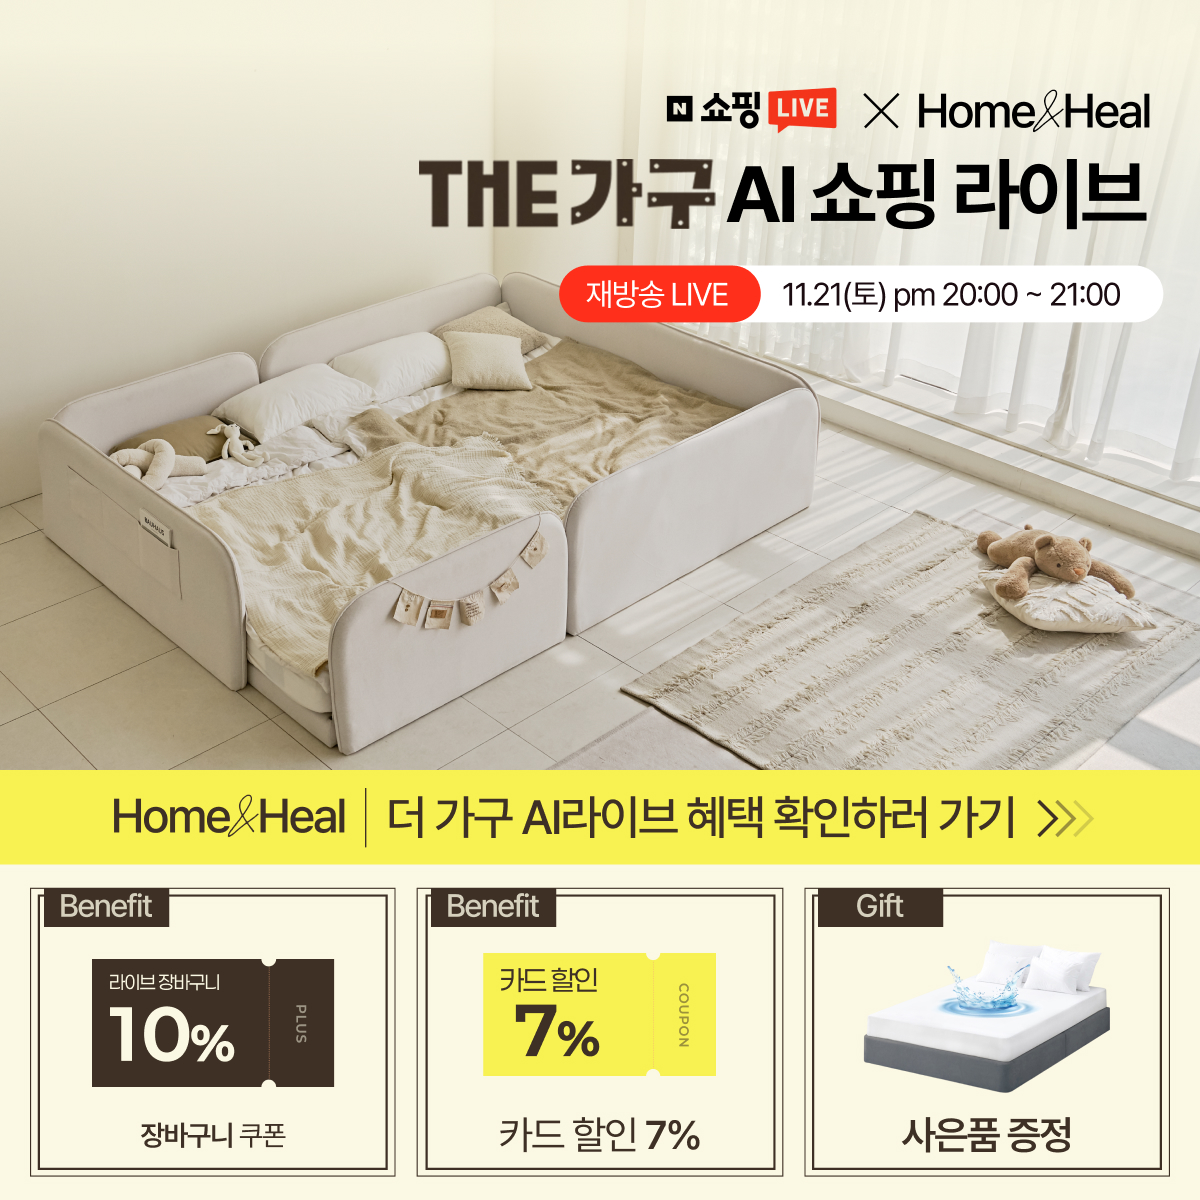 N 쇼핑 LIVE × Home&Heal
THE가구 AI 쇼핑 라이브
재방송 LIVE 11.21(토) pm 20:00 ~ 21:00
BAUHAUS
Home&Heal | 더 가구 AI라이브 혜택 확인하러 가기
Benefit
라이브 장바구니
10%
PLUS
장바구니 쿠폰
Benefit
카드 할인
7%
COUPON
카드 할인 7%
Gift
사은품 증정